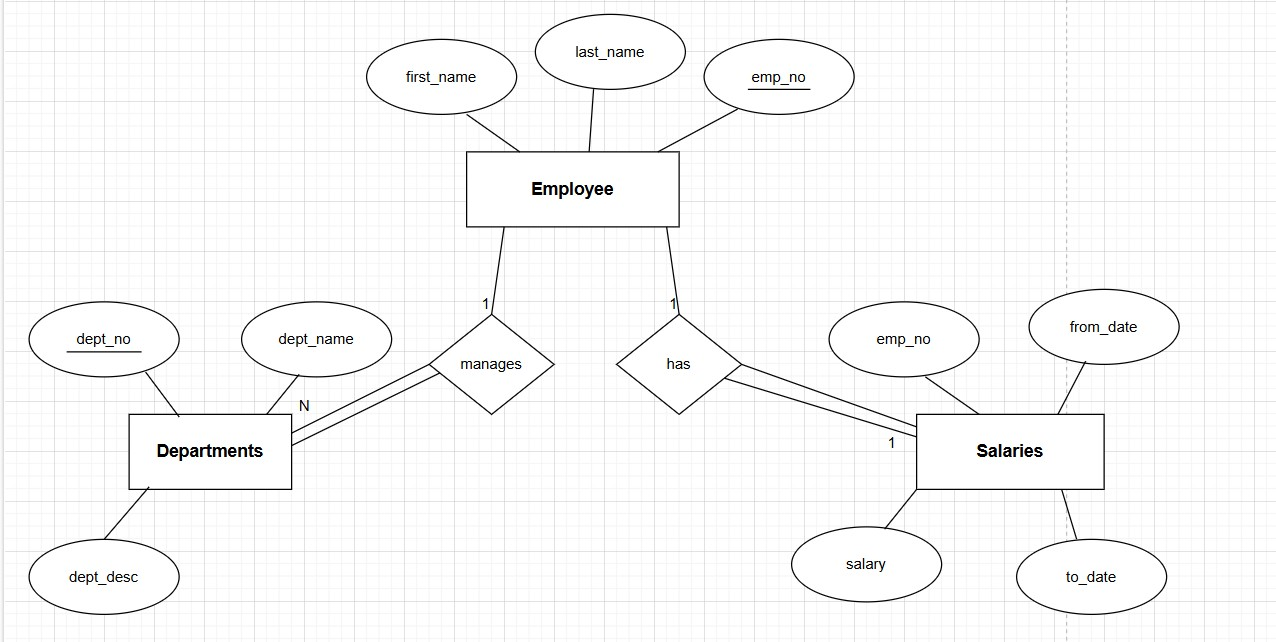 last_name
first_name
emp_no
Employee
1
1
dept_no
dept_name
manages
has
emp_no
from_date
N
Departments
1
Salaries
dept_desc
salary
to_date